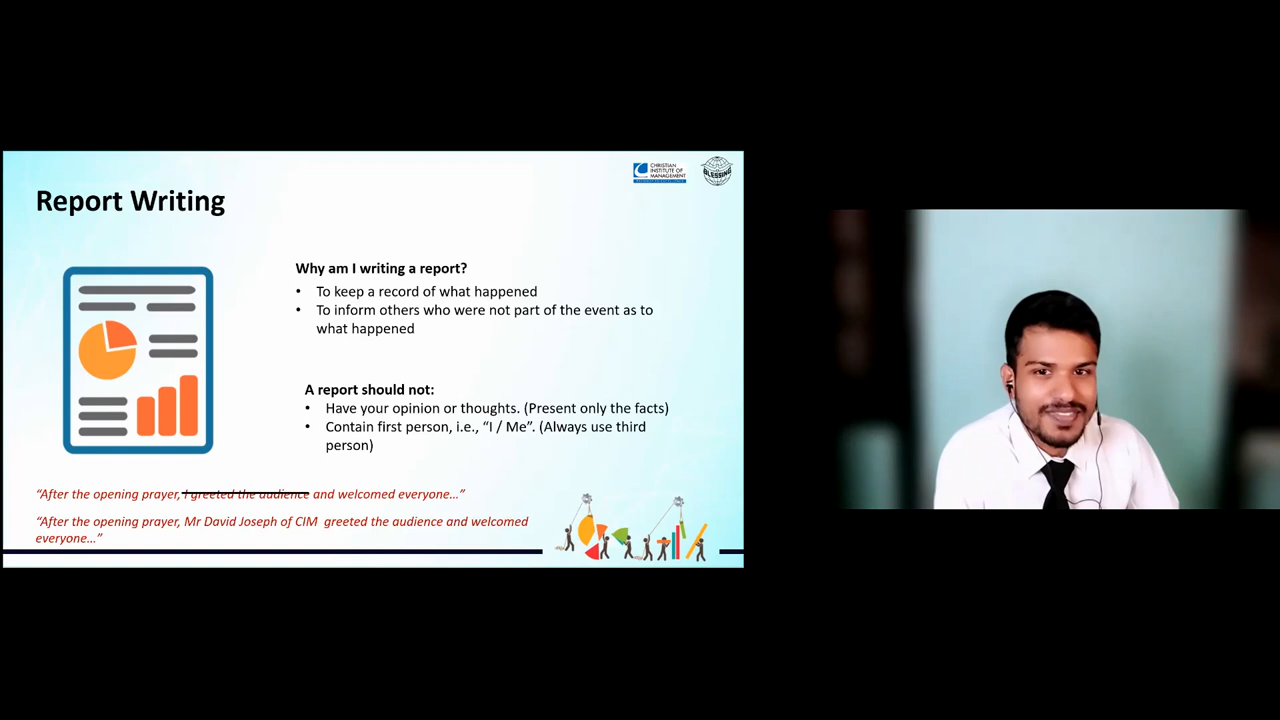 CHRISTIAN
INSTITUTE OF
MANAGEMENT
BLESSING
Report Writing
Why am I writing a report?
• To keep a record of what happened
• To inform others who were not part of the event as to
what happened
A report should not:
• Have your opinion or thoughts. (Present only the facts)
• Contain first person, i.e., “I / Me”. (Always use third
person)
“After the opening prayer, I greeted the audience and welcomed everyone…”
“After the opening prayer, Mr David Joseph of CIM greeted the audience and welcomed
everyone…”